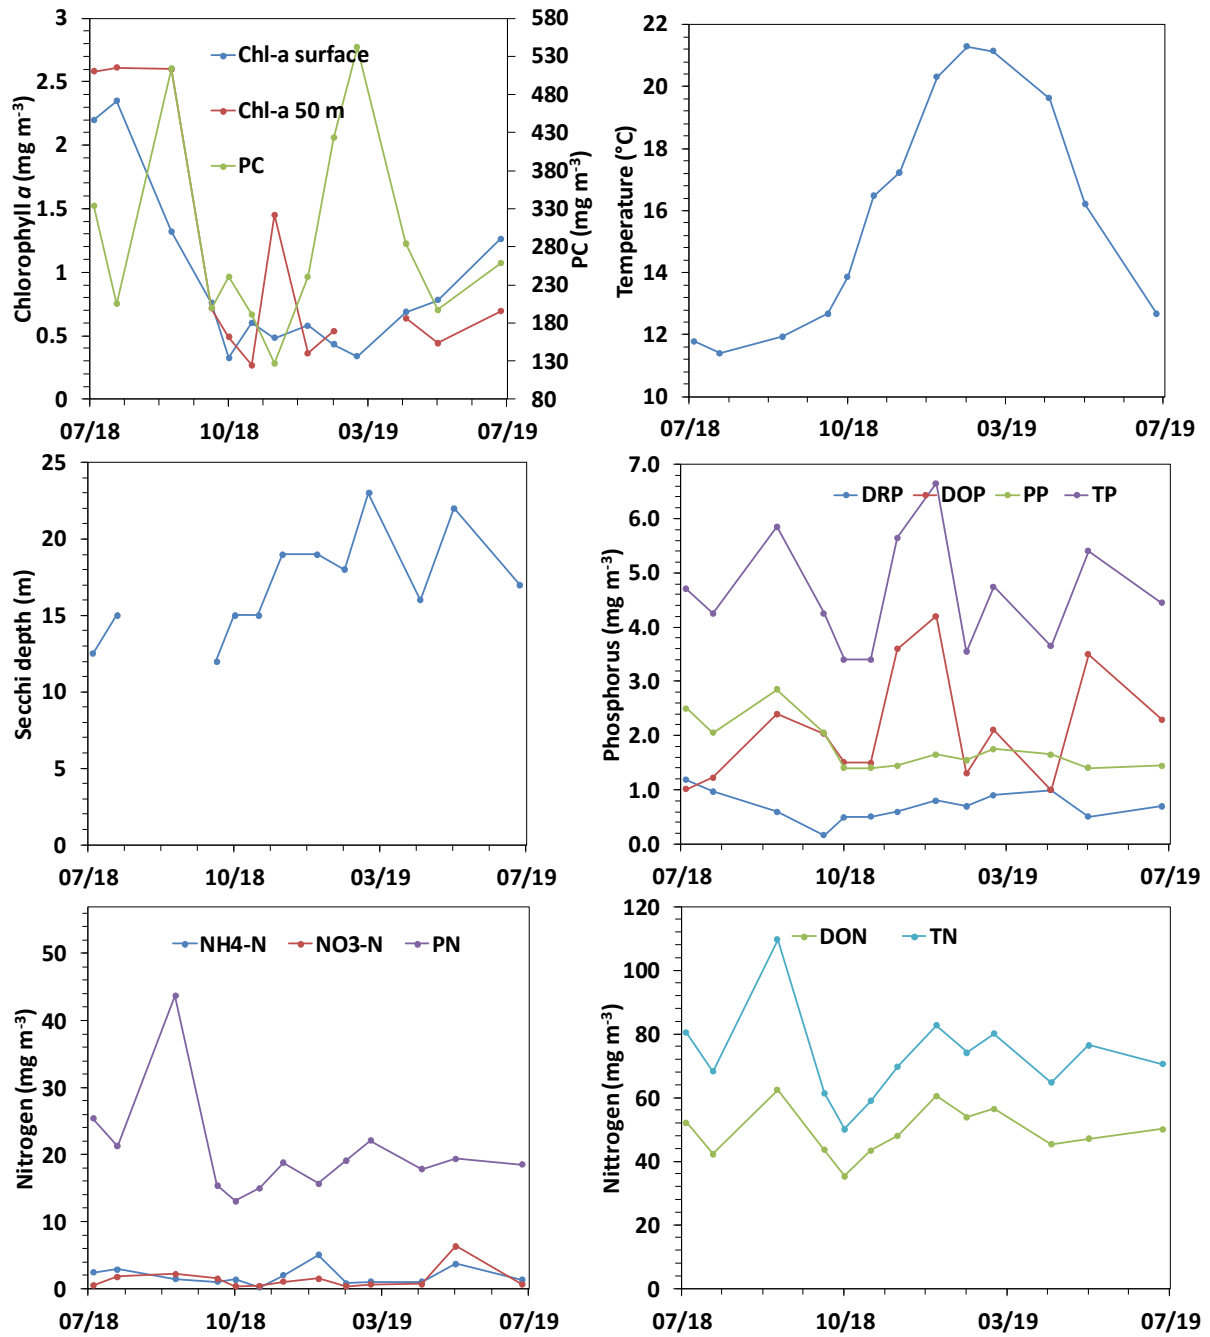 3
2.5
2
1.5
1
0.5
0
Chlorophyll a (mg m-3)
580
530
480
430
380
330
280
230
180
130
80
PC (mg m-3)
Chl-a surface
Chl-a 50 m
PC
07/18 10/18 03/19 07/19
22
20
18
16
14
12
10
Temperature (°C)
07/18 10/18 03/19 07/19
25
20
15
10
5
0
Secchi depth (m)
07/18 10/18 03/19 07/19
7.0
6.0
5.0
4.0
3.0
2.0
1.0
0.0
Phosphorus (mg m-3)
DRP DOP PP TP
07/18 10/18 03/19 07/19
50
40
30
20
10
0
Nitrogen (mg m-3)
NH4-N NO3-N PN
07/18 10/18 03/19 07/19
120
100
80
60
40
20
0
Nittrogen (mg m-3)
DON TN
07/18 10/18 03/19 07/19